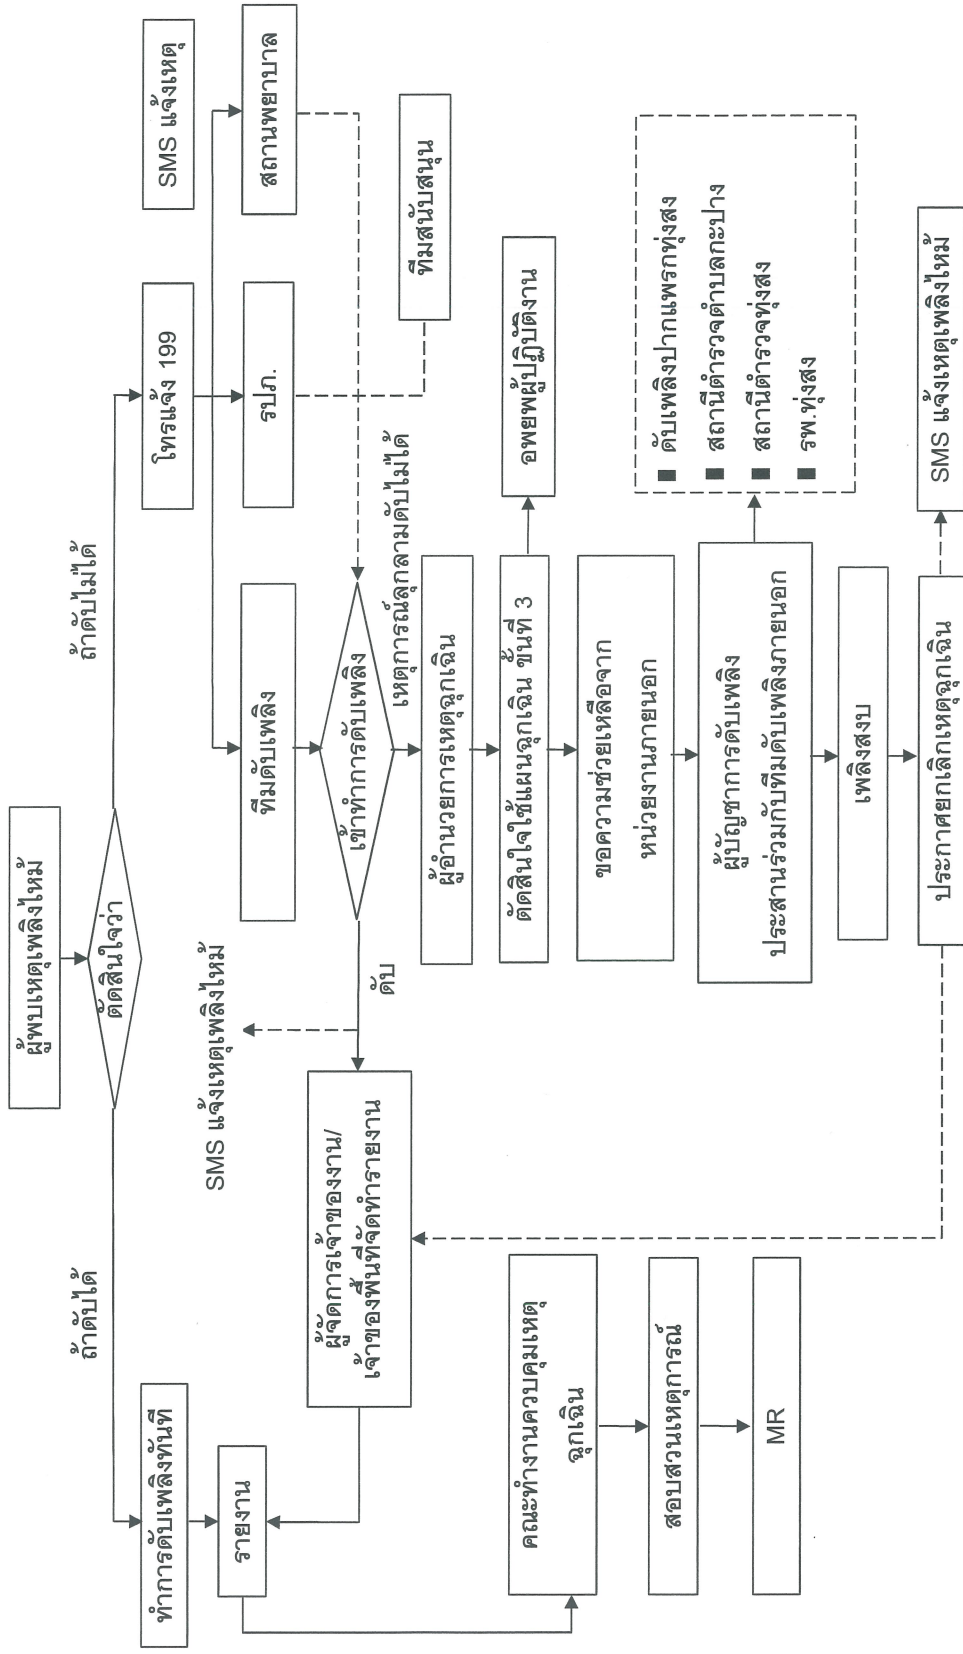 ผู้พบเหตุเพลิงไหม้
ตัดสินใจว่า
ถ้าดับได้
ถ้าดับไม่ได้
ทำการดับเพลิงทันที
โทรแจ้ง 199
SMS แจ้งเหตุ
รายงาน
SMS แจ้งเหตุเพลิงไหม้
ทีมดับเพลิง
รปภ.
สถานพยาบาล
ผู้จัดการเจ้าของงาน/
เจ้าของพื้นที่จัดทำรายงาน
ดับ
เข้าทำการดับเพลิง
เหตุการณ์ลุกลามดับไม่ได้
ทีมสนับสนุน
ผู้อำนวยการเหตุฉุกเฉิน
ตัดสินใจใช้แผนฉุกเฉิน ขั้นที่ 3
อพยพผู้ปฏิบัติงาน
คณะทำงานควบคุมเหตุ
ฉุกเฉิน
ขอความช่วยเหลือจาก
หน่วยงานภายนอก
สอบสวนเหตุการณ์
ผู้บัญชาการดับเพลิง
ประสานร่วมกับทีมดับเพลิงภายนอก
■ ดับเพลิงปากแพรกทุ่งสง
■ สถานีตำรวจตำบลกะปาง
■ สถานีตำรวจทุ่งสง
■ รพ.ทุ่งสง
MR
เพลิงสงบ
ประกาศยกเลิกเหตุฉุกเฉิน
SMS แจ้งเหตุเพลิงไหม้